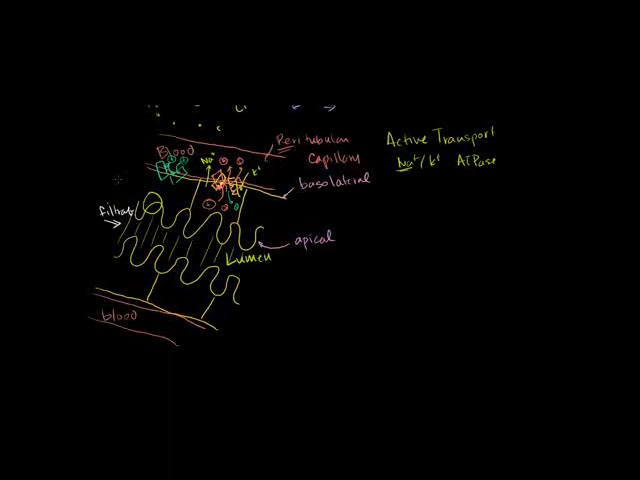 Peritubular
Capillary
Active Transport
Na+/K+ ATPase
Blood
Na+
K+
basolateral
filtrate
apical
Lumen
blood